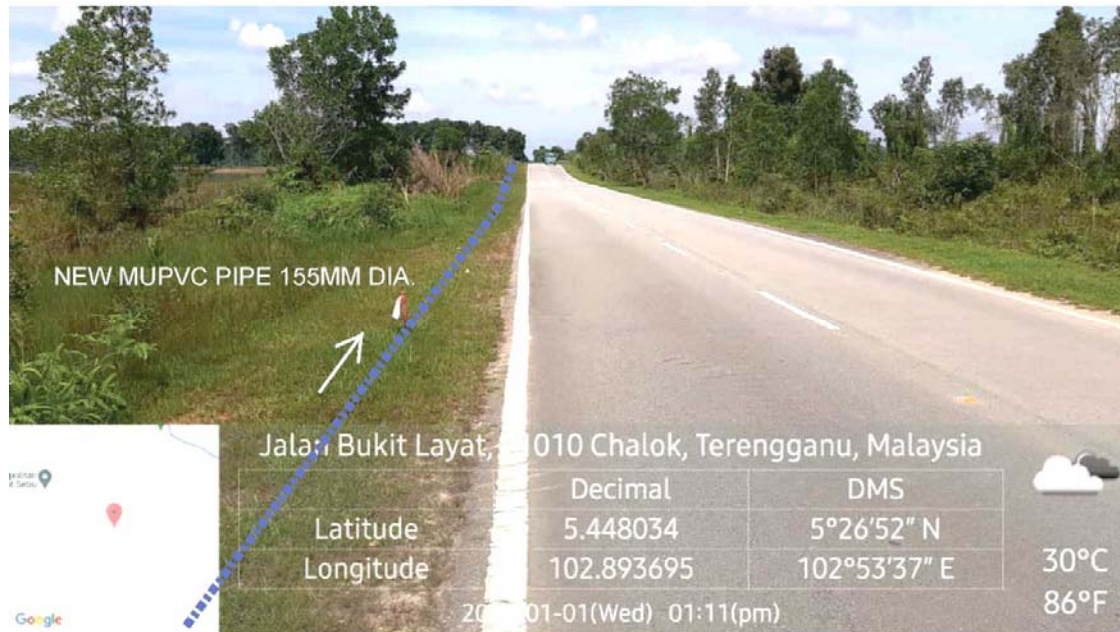 NEW MUPVC PIPE 155MM DIA.
Jalan Bukit Layat, 1010 Chalok, Terengganu, Malaysia
Decimal DMS
Latitude 5.448034 5°26'52" N
Longitude 102.893695 102°53'37" E
30°C
86°F
01-01(Wed) 01:11(pm)
Google